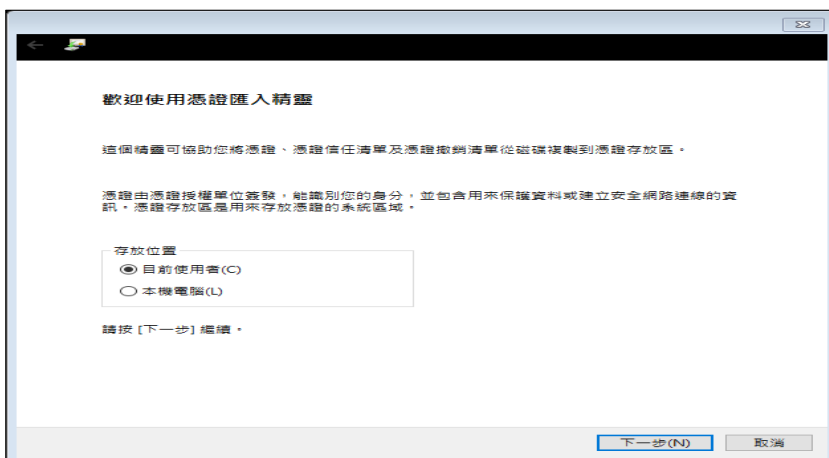 歡迎使用憑證匯入精靈
這個精靈可協助您將憑證、憑證信任清單及憑證撤銷清單從磁碟複製到憑證存放區。
憑證由憑證授權單位簽發，能識別您的身分，並包含用來保護資料或建立安全網路連線的資
訊。憑證存放區是用來存放憑證的系統區域。
存放位置
目前使用者(C)
本機電腦(L)
請按 [下一步] 繼續。
下一步(N)
取消